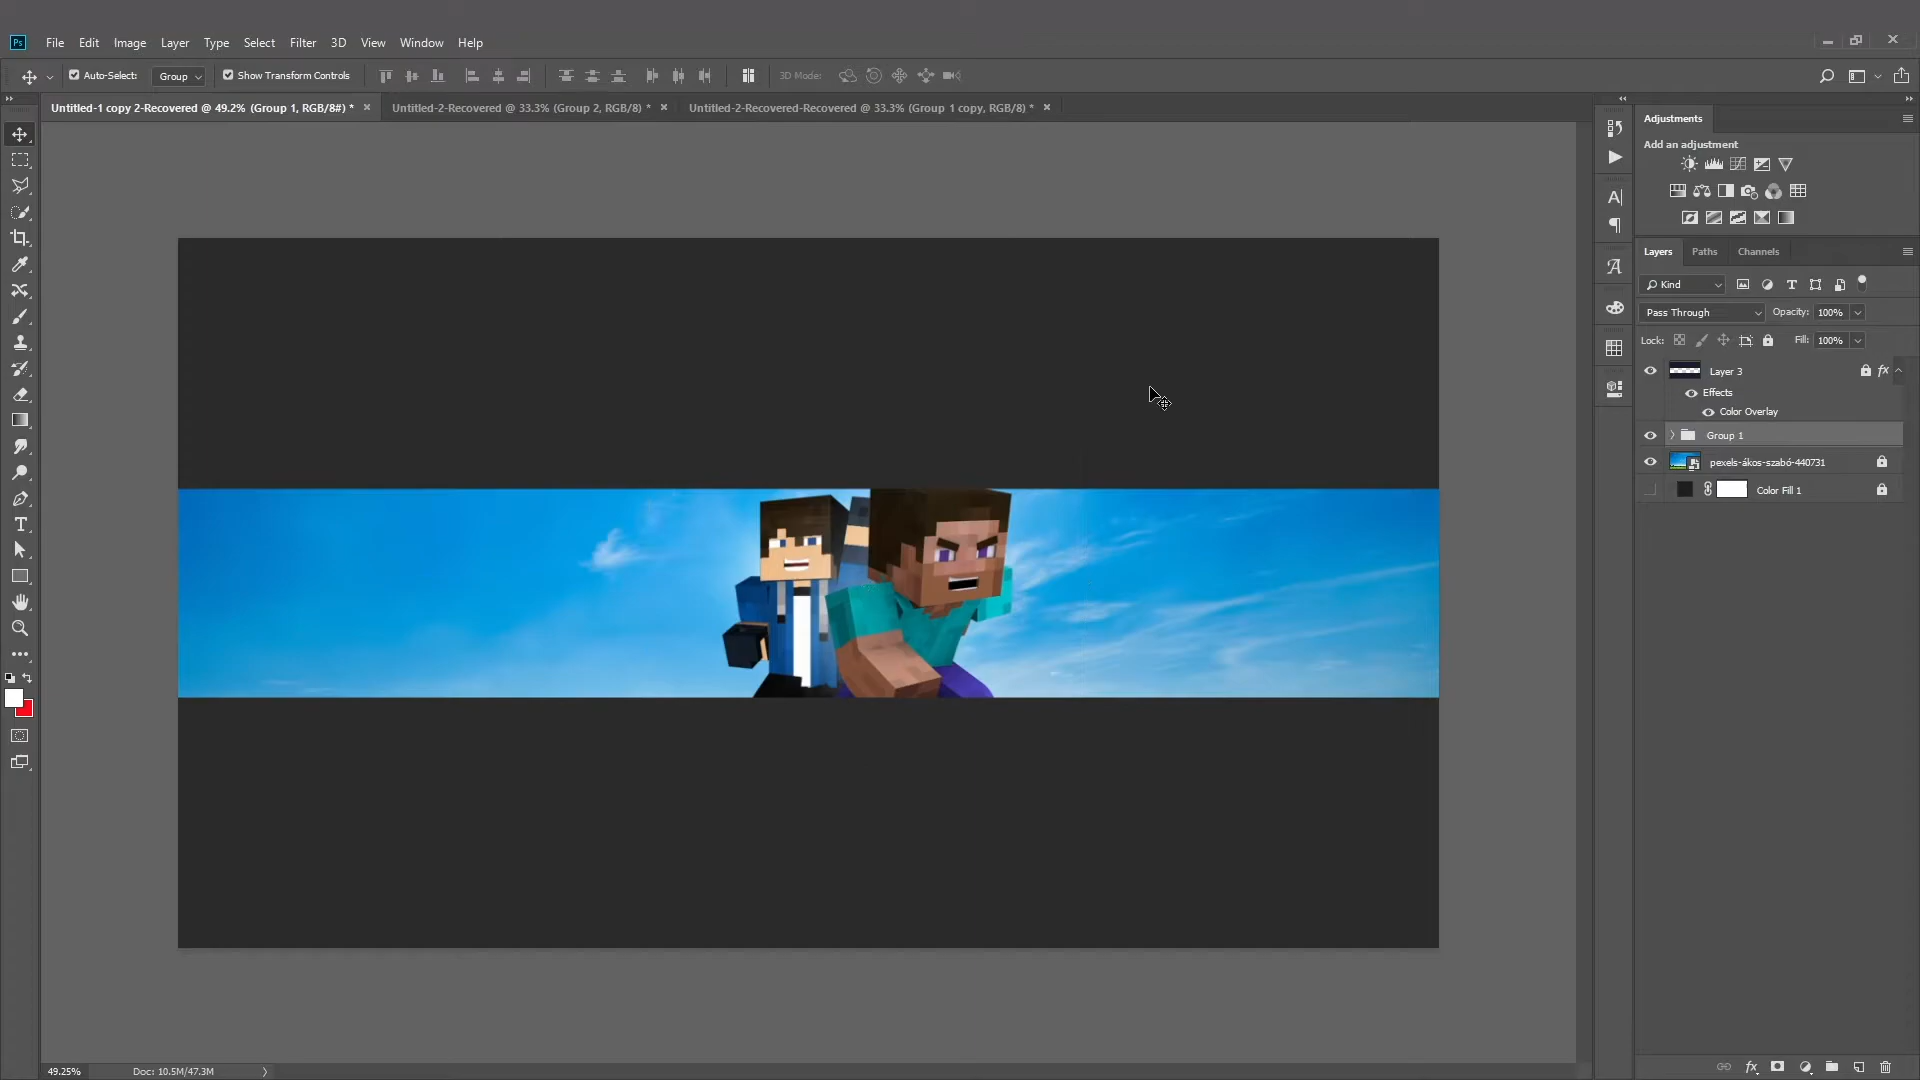 Ps File Edit Image Layer Type Select Filter 3D View Window Help
Auto-Select: Group Show Transform Controls 3D Mode:
Untitled-1 copy 2-Recovered @ 49.2% (Group 1, RGB/8#) * × Untitled-2-Recovered @ 33.3% (Group 2, RGB/8) * × Untitled-2-Recovered-Recovered @ 33.3% (Group 1 copy, RGB/8) * ×
Adjustments
Add an adjustment
Layers Paths Channels
Kind
Pass Through Opacity: 100%
Lock: Fill: 100%
Layer 3 fx
Effects
Color Overlay
Group 1
pexels-ákos-szabó-440731
Color Fill 1
49.25% Doc: 10.5M/47.3M